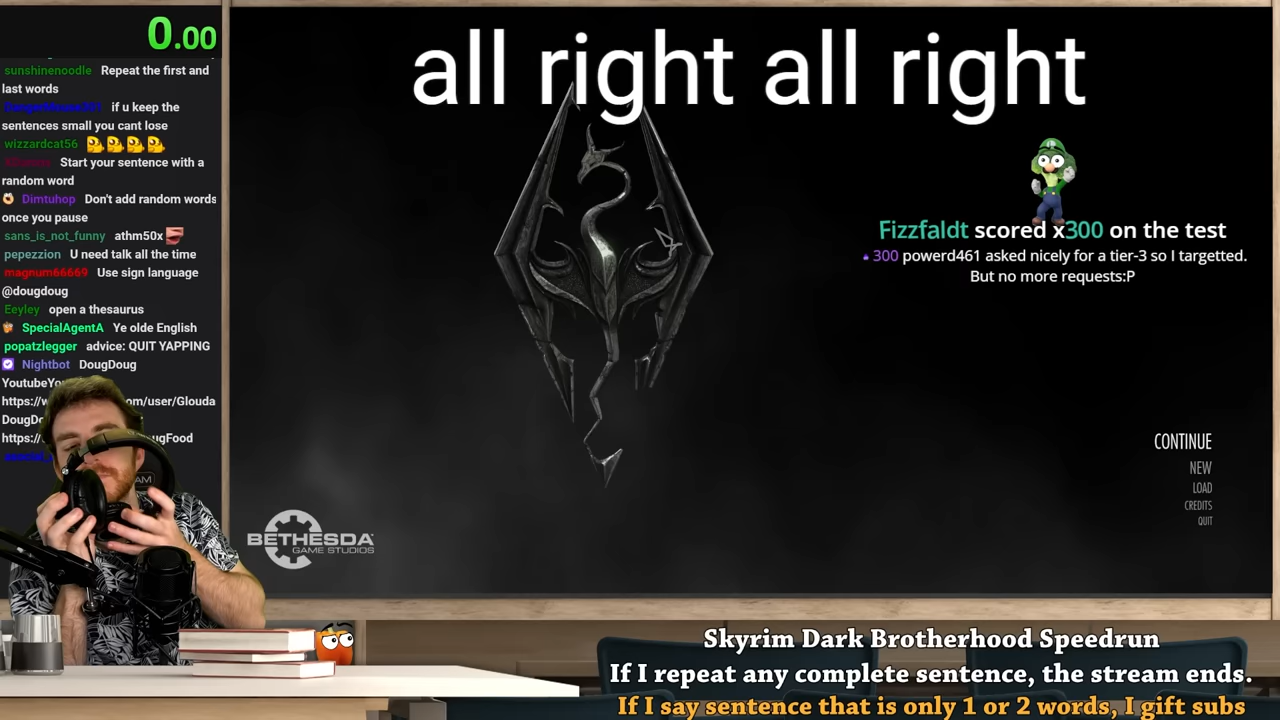 0.00
all right all right
sunshinenoodle Repeat the first and
last words
if u keep the
sentences small you cant lose
wizzardcat56
Start your sentence with a
random word
Dimtuhop Don't add random words
once you pause
sans_is_not_funny athm50x
pepezzion U need talk all the time
magnum66669 Use sign language
@dougdoug
Eeyley open a thesaurus
SpecialAgentA Ye olde English
popatzlegger advice: QUIT YAPPING
Nightbot DougDoug
https://
.com/user/Glouda
https://
Fizzfaldt scored x300 on the test
300 powerd461 asked nicely for a tier-3 so I targetted.
But no more requests:P
CONTINUE
NEW
LOAD
CREDITS
QUIT
BETHESDA
GAME STUDIOS
Skyrim Dark Brotherhood Speedrun
If I repeat any complete sentence, the stream ends.
If I say sentence that is only 1 or 2 words, I gift subs